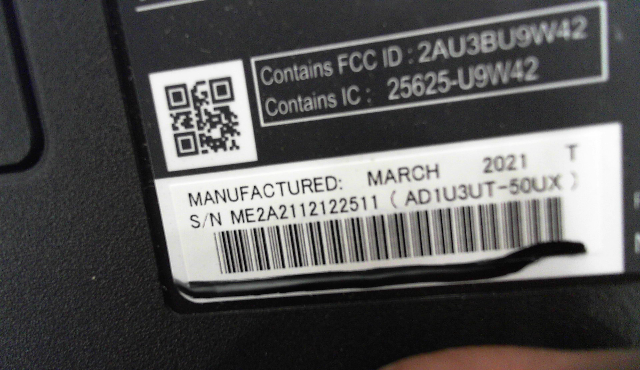 Contains FCC ID : 2AU3BU9W42
Contains IC : 25625-U9W42
MANUFACTURED: MARCH 2021 T
S/N ME2A2112122511 ( AD1U3UT-50UX )